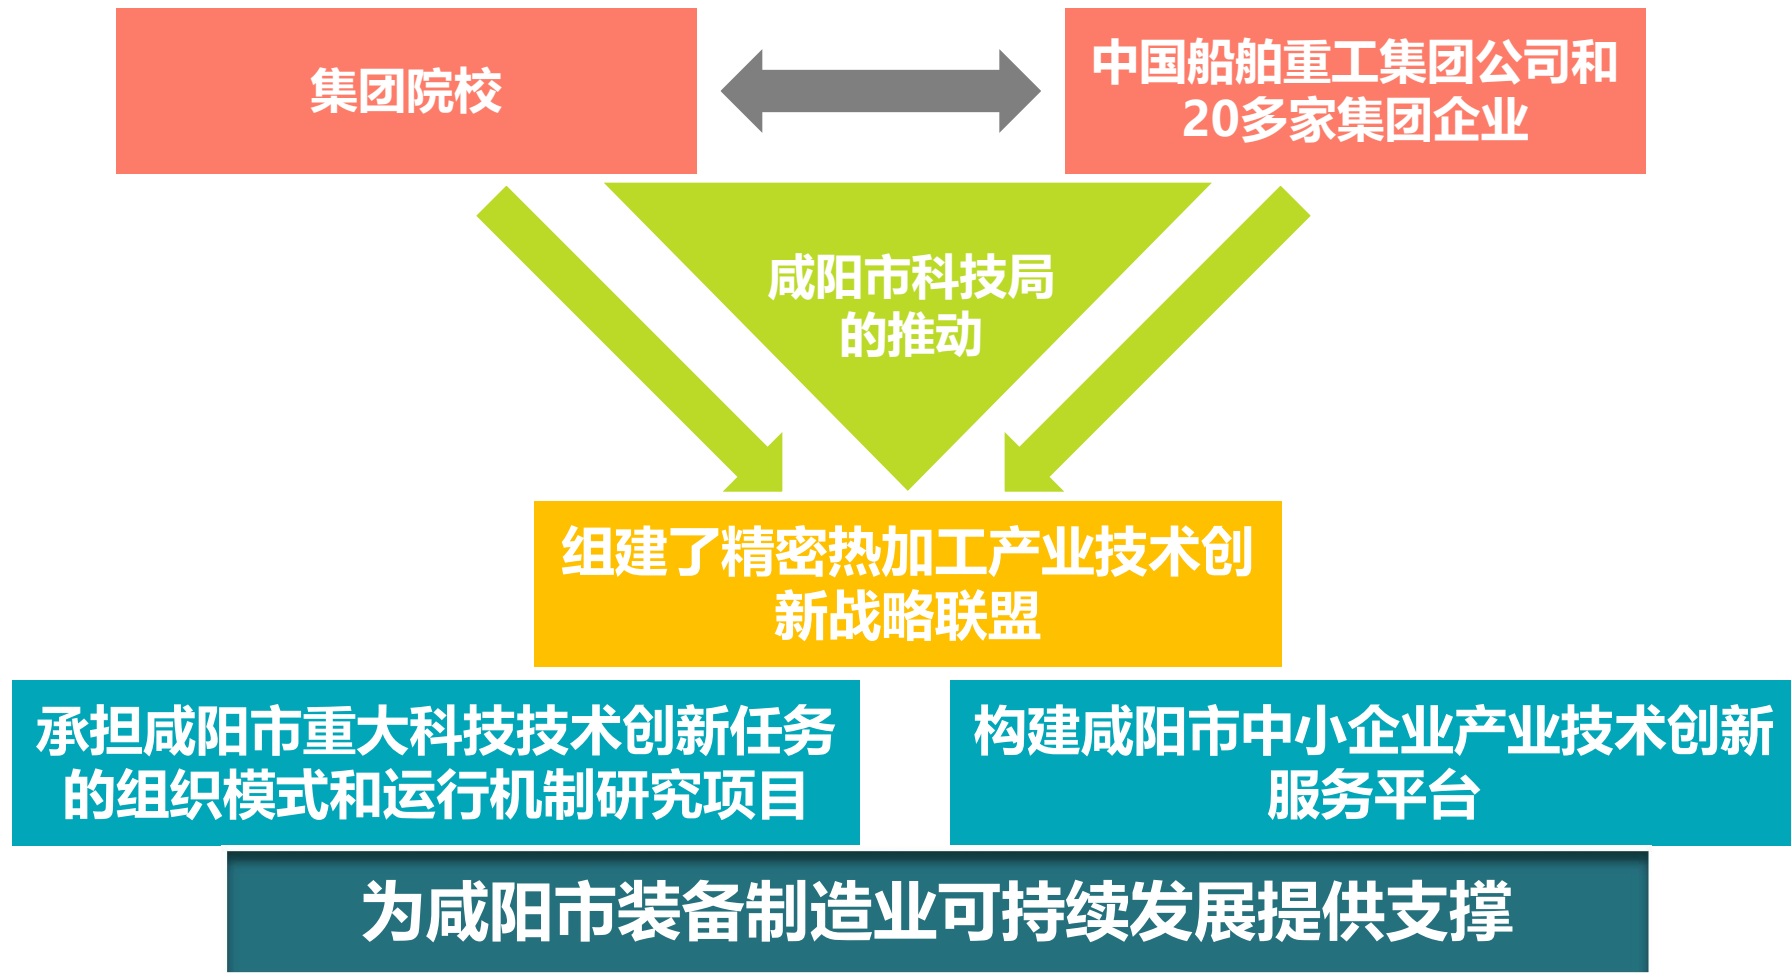 集团院校
中国船舶重工集团公司和
20多家集团企业
咸阳市科技局
的推动
组建了精密热加工产业技术创
新战略联盟
承担咸阳市重大科技技术创新任务
的组织模式和运行机制研究项目
构建咸阳市中小企业产业技术创新
服务平台
为咸阳市装备制造业可持续发展提供支撑